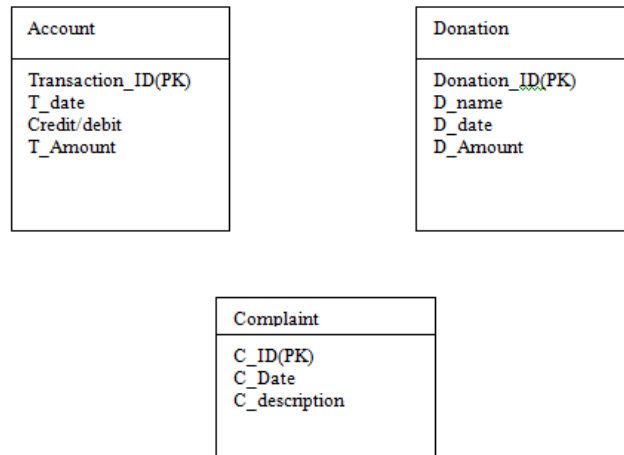 Account
Transaction_ID(PK)
T_date
Credit/debit
T_Amount
Donation
Donation_ID(PK)
D_name
D_date
D_Amount
Complaint
C_ID(PK)
C_Date
C_description